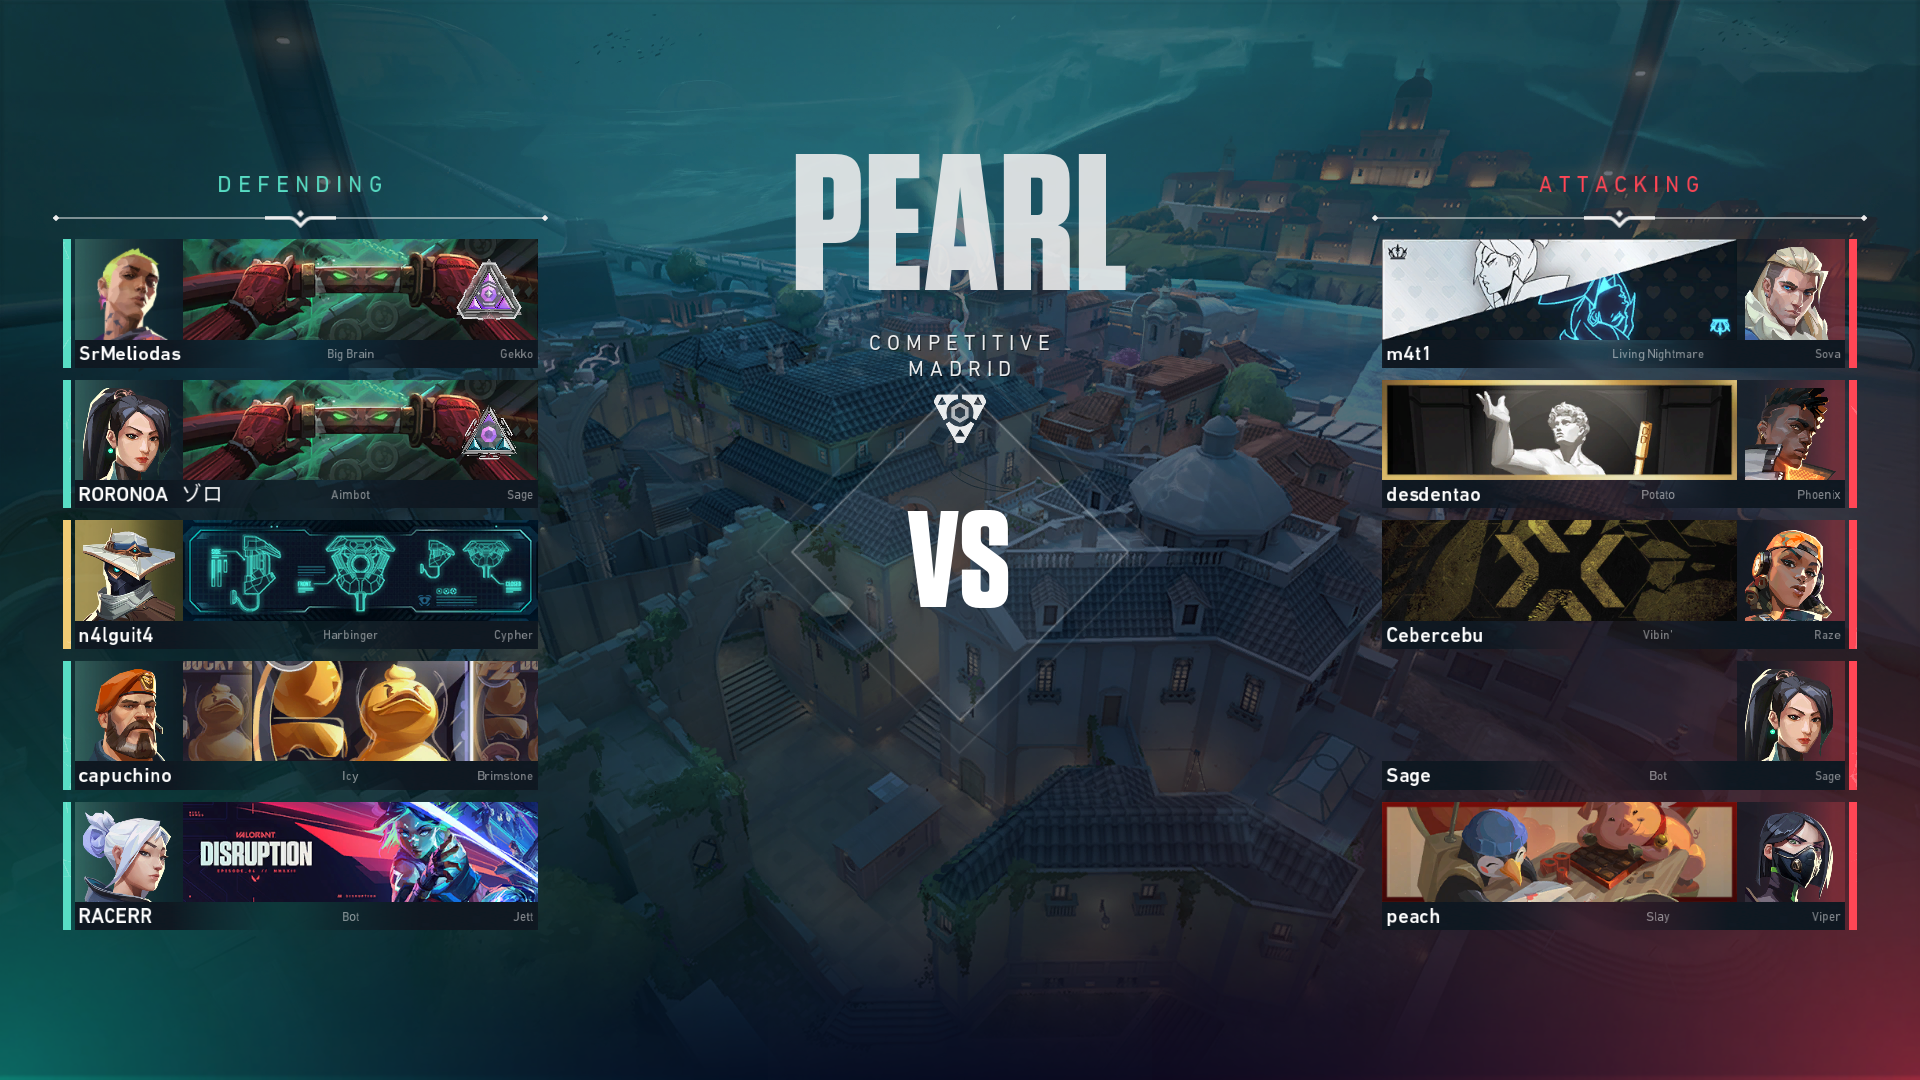 PEARL
COMPETITIVE
MADRID
VS
DEFENDING
SrMeliodas Big Brain Gekko
RORONOA ゾロ Aimbot Sage
n4lguit4 Harbinger Cypher
capuchino Icy Brimstone
VALORANT
DISRUPTION
RACERR Bot Jett
ATTACKING
m4t1 Living Nightmare Sova
desdentao Potato Phoenix
Cebercebu Vibin' Raze
Sage Bot Sage
peach Slay Viper